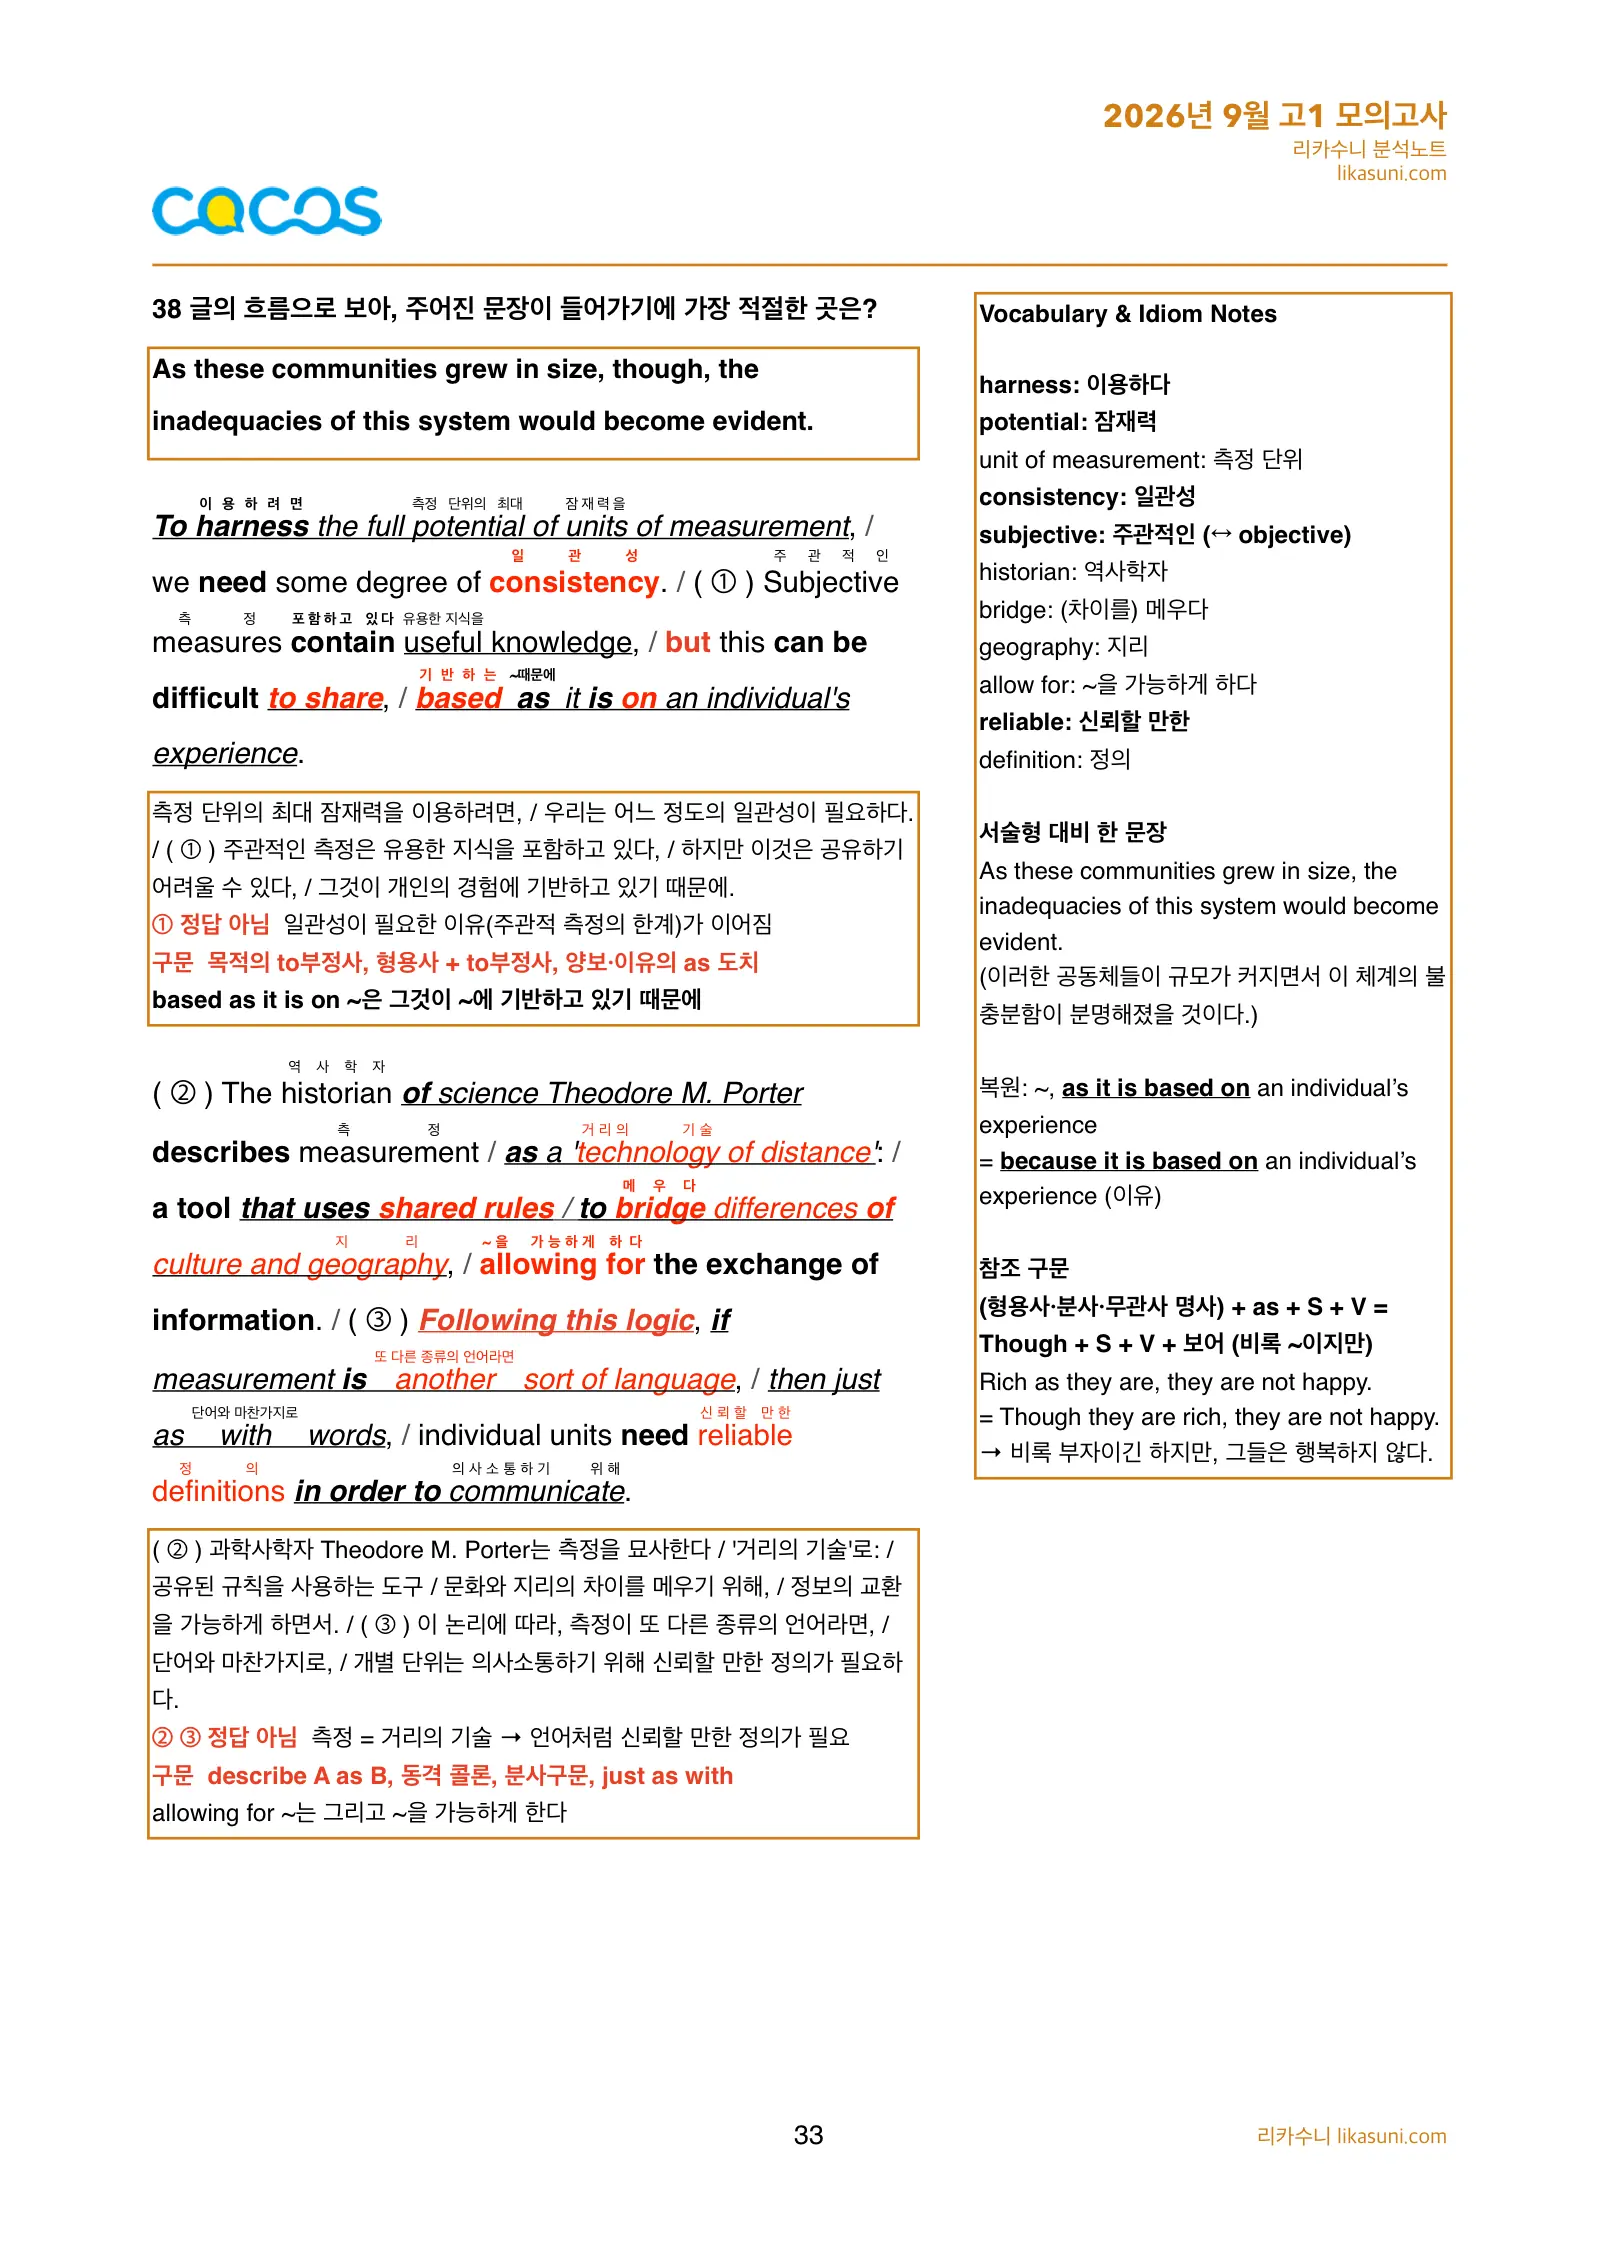 2026년 9월 고1 모의고사
리카수니 분석노트
likasuni.com
cacos
38 글의 흐름으로 보아, 주어진 문장이 들어가기에 가장 적절한 곳은?
As these communities grew in size, though, the
inadequacies of this system would become evident.
이용하려면 측정 단위의 최대 잠재력을
To harness the full potential of units of measurement, /
일관성 주관적인
we need some degree of consistency. / ( ① ) Subjective
측정 포함하고 있다 유용한 지식을
measures contain useful knowledge, / but this can be
기반하는 ~때문에
difficult to share, / based as it is on an individual's
experience.
측정 단위의 최대 잠재력을 이용하려면, / 우리는 어느 정도의 일관성이 필요하다.
/ ( ① ) 주관적인 측정은 유용한 지식을 포함하고 있다, / 하지만 이것은 공유하기
어려울 수 있다, / 그것이 개인의 경험에 기반하고 있기 때문에.
① 정답 아님 일관성이 필요한 이유(주관적 측정의 한계)가 이어짐
구문 목적의 to부정사, 형용사 + to부정사, 양보·이유의 as 도치
based as it is on ~은 그것이 ~에 기반하고 있기 때문에
역사학자
( ② ) The historian of science Theodore M. Porter
측정 거리의 기술
describes measurement / as a 'technology of distance': /
메우다
a tool that uses shared rules / to bridge differences of
지리 ~을 가능하게 하다
culture and geography, / allowing for the exchange of
information. / ( ③ ) Following this logic, if
또 다른 종류의 언어라면
measurement is another sort of language, / then just
단어와 마찬가지로 신뢰할 만한
as with words, / individual units need reliable
정의 의사소통하기 위해
definitions in order to communicate.
( ② ) 과학사학자 Theodore M. Porter는 측정을 묘사한다 / '거리의 기술'로: /
공유된 규칙을 사용하는 도구 / 문화와 지리의 차이를 메우기 위해, / 정보의 교환
을 가능하게 하면서. / ( ③ ) 이 논리에 따라, 측정이 또 다른 종류의 언어라면, /
단어와 마찬가지로, / 개별 단위는 의사소통하기 위해 신뢰할 만한 정의가 필요하
다.
② ③ 정답 아님 측정 = 거리의 기술 → 언어처럼 신뢰할 만한 정의가 필요
구문 describe A as B, 동격 콜론, 분사구문, just as with
allowing for ~는 그리고 ~을 가능하게 한다
Vocabulary & Idiom Notes
harness: 이용하다
potential: 잠재력
unit of measurement: 측정 단위
consistency: 일관성
subjective: 주관적인 (↔ objective)
historian: 역사학자
bridge: (차이를) 메우다
geography: 지리
allow for: ~을 가능하게 하다
reliable: 신뢰할 만한
definition: 정의
서술형 대비 한 문장
As these communities grew in size, the
inadequacies of this system would become
evident.
(이러한 공동체들이 규모가 커지면서 이 체계의 불
충분함이 분명해졌을 것이다.)
복원: ~, as it is based on an individual’s
experience
= because it is based on an individual’s
experience (이유)
참조 구문
(형용사·분사·무관사 명사) + as + S + V =
Though + S + V + 보어 (비록 ~이지만)
Rich as they are, they are not happy.
= Though they are rich, they are not happy.
→ 비록 부자이긴 하지만, 그들은 행복하지 않다.
33
리카수니 likasuni.com